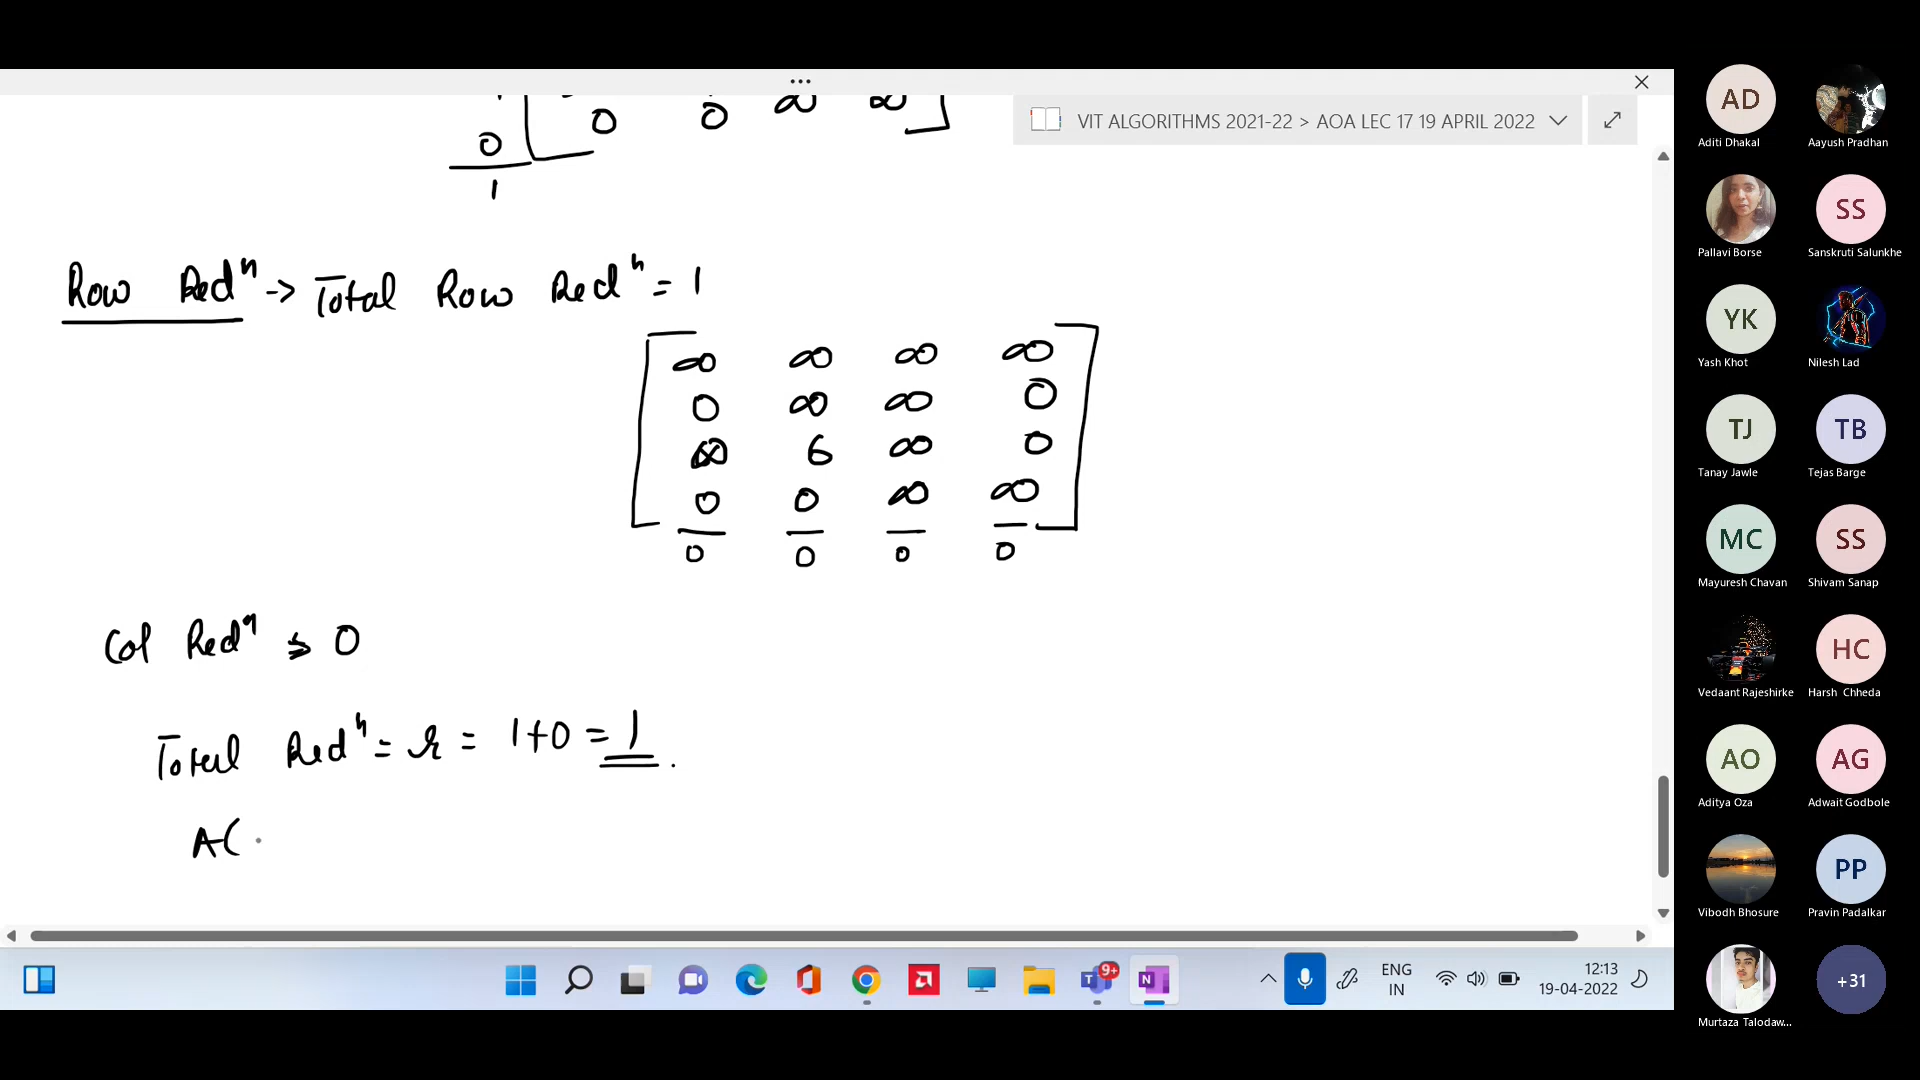 ...
VIT ALGORITHMS 2021-22 > AOA LEC 17 19 APRIL 2022
0 0 0 ∞ ∞
1
Row Redⁿ -> Total Row Redⁿ = 1
∞ ∞ ∞ ∞
0 ∞ ∞ 0
∞ 6 ∞ 0
0 0 ∞ ∞
0 0 0 0
Col Redⁿ 0
Total Redⁿ = r = 1+0 = 1.
A(
AD
Aditi Dhakal
Aayush Pradhan
Pallavi Borse
SS
Sanskruti Salunkhe
YK
Yash Khot
Nilesh Lad
TJ
Tanay Jawle
TB
Tejas Barge
MC
Mayuresh Chavan
SS
Shivam Sanap
Vedaant Rajeshirke
HC
Harsh Chheda
AO
Aditya Oza
AG
Adwait Godbole
Vibodh Bhosure
PP
Pravin Padalkar
Murtaza Talodaw...
+31
9+
ENG
IN
12:13
19-04-2022